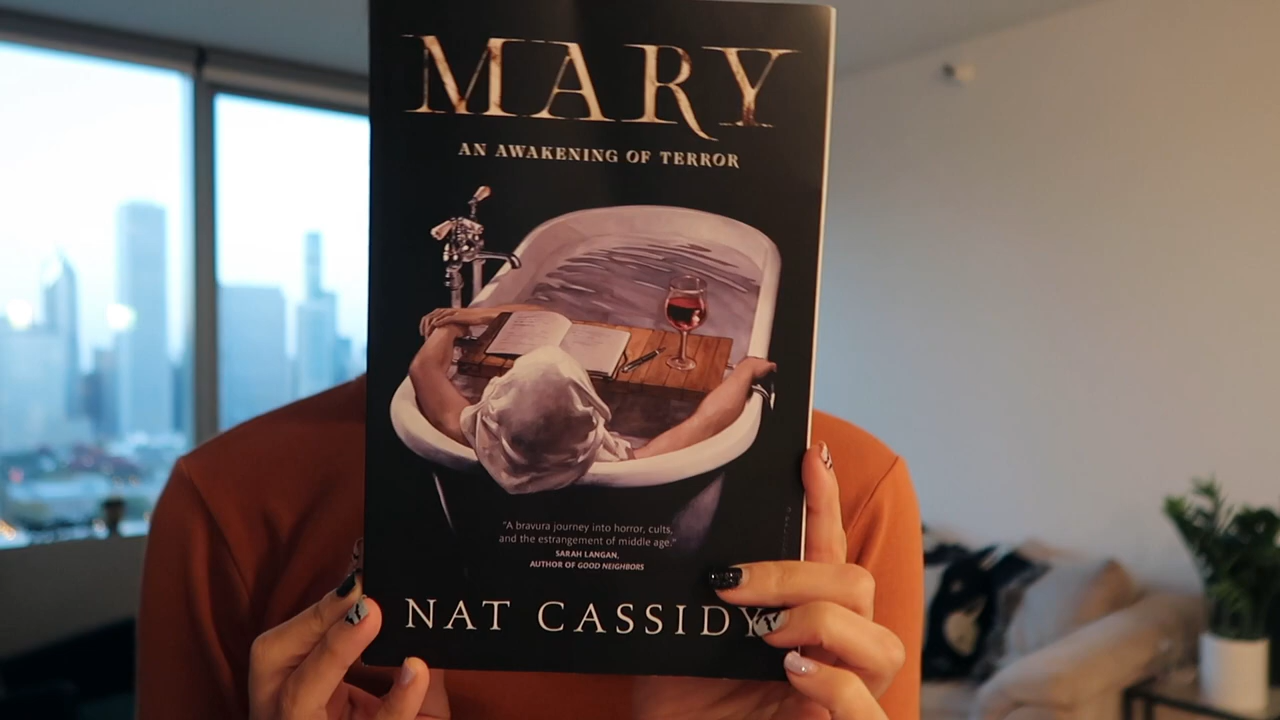 MARY
AN AWAKENING OF TERROR
"A bravura journey into horror, cults,
and the estrangement of middle age."
SARAH LANGAN,
AUTHOR OF GOOD NEIGHBORS
NAT CASSIDY